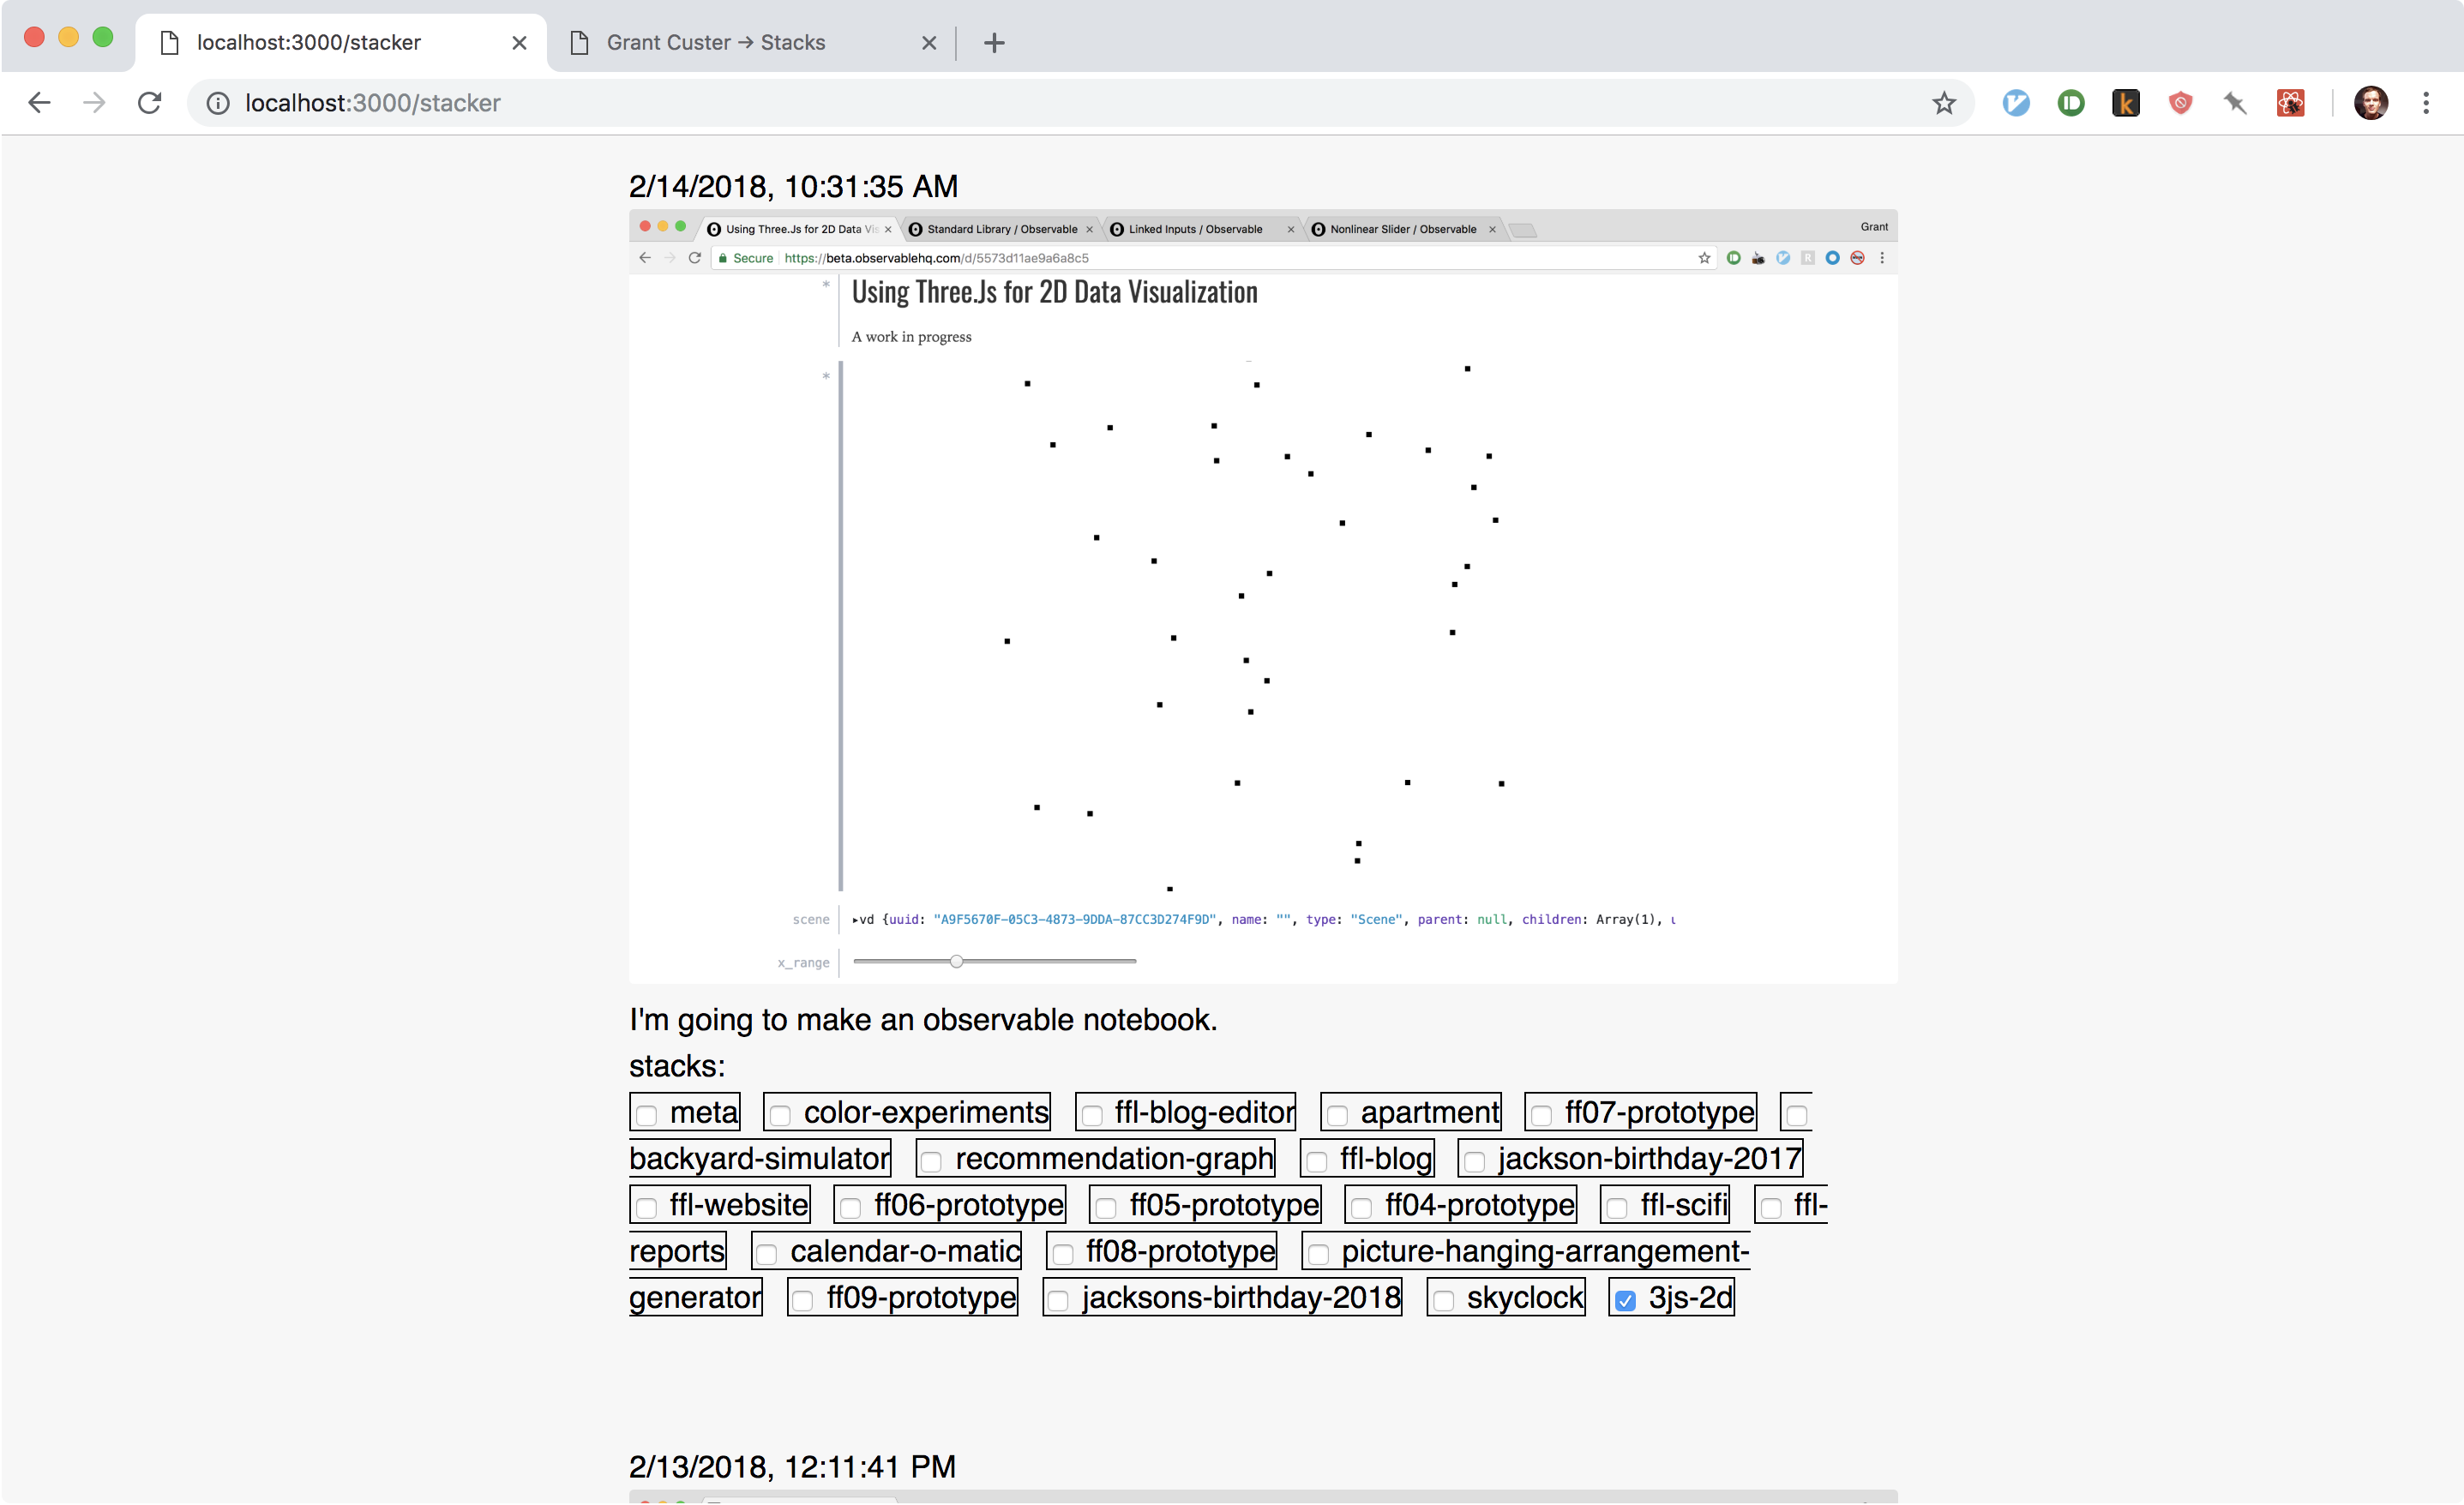 localhost:3000/stacker
Grant Custer → Stacks
localhost:3000/stacker
2/14/2018, 10:31:35 AM
Using Three.Js for 2D Data Vis
Standard Library / Observable
Linked Inputs / Observable
Nonlinear Slider / Observable
Grant
Secure
https://beta.observablehq.com/d/5573d11ae9a6a8c5
Using Three.Js for 2D Data Visualization
A work in progress
scene ▸vd {uuid: "A9F5670F-05C3-4873-9DDA-87CC3D274F9D", name: "", type: "Scene", parent: null, children: Array(1),
x_range
I'm going to make an observable notebook.
stacks:
meta color-experiments ffl-blog-editor apartment ff07-prototype
backyard-simulator recommendation-graph ffl-blog jackson-birthday-2017
ffl-website ff06-prototype ff05-prototype ff04-prototype ffl-scifi ffl-
reports calendar-o-matic ff08-prototype picture-hanging-arrangement-
generator ff09-prototype jacksons-birthday-2018 skyclock 3js-2d
2/13/2018, 12:11:41 PM